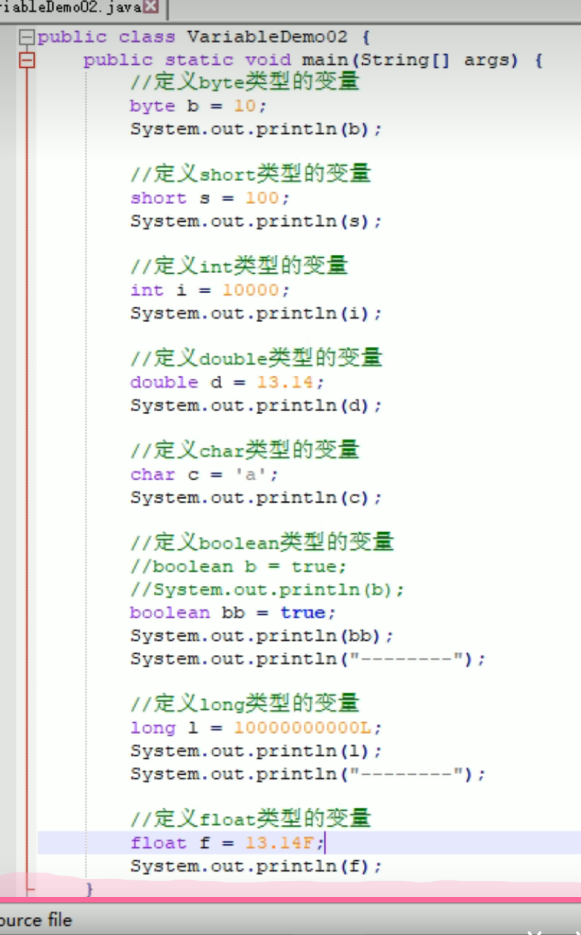 riableDemo02.java
public class VariableDemo02 {
public static void main(String[] args) {
//定义byte类型的变量
byte b = 10;
System.out.println(b);
//定义short类型的变量
short s = 100;
System.out.println(s);
//定义int类型的变量
int i = 10000;
System.out.println(i);
//定义double类型的变量
double d = 13.14;
System.out.println(d);
//定义char类型的变量
char c = 'a';
System.out.println(c);
//定义boolean类型的变量
//boolean b = true;
//System.out.println(b);
boolean bb = true;
System.out.println(bb);
System.out.println("--------");
//定义long类型的变量
long l = 10000000000L;
System.out.println(l);
System.out.println("--------");
//定义float类型的变量
float f = 13.14F;
System.out.println(f);
}
ource file